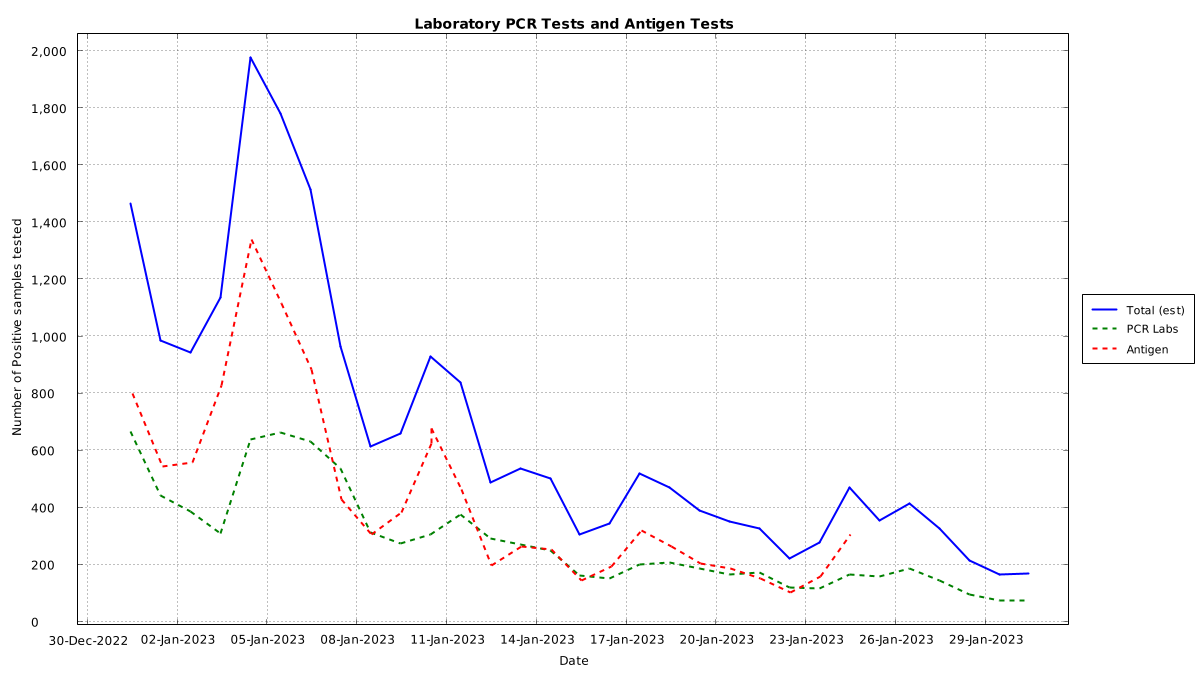 Laboratory PCR Tests and Antigen Tests
2,000
1,800
1,600
1,400
1,200
1,000
800
600
400
200
0
Number of Positive samples tested
30-Dec-2022 02-Jan-2023 05-Jan-2023 08-Jan-2023 11-Jan-2023 14-Jan-2023 17-Jan-2023 20-Jan-2023 23-Jan-2023 26-Jan-2023 29-Jan-2023
Date
Total (est)
PCR Labs
Antigen